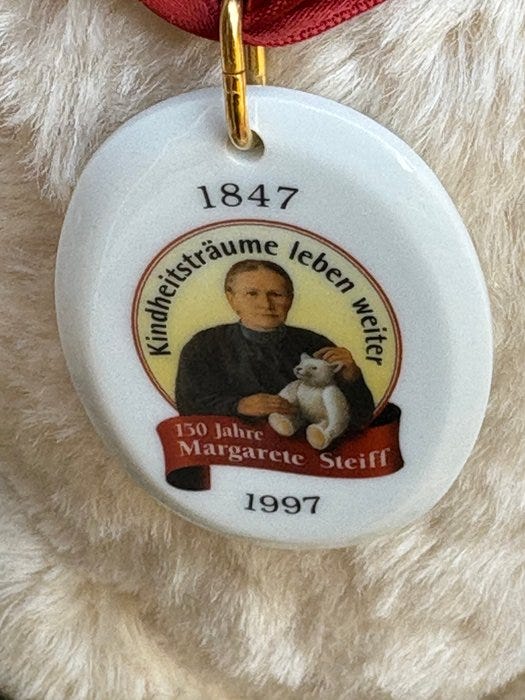 1847
Kindheitsträume leben weiter
150 Jahre
Margarete Steiff
1997